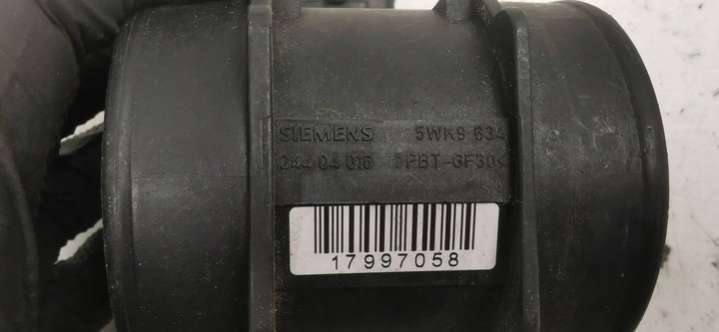 SIEMENS 5WK9 634
244 04 016 >PBT-GF30<
17997058